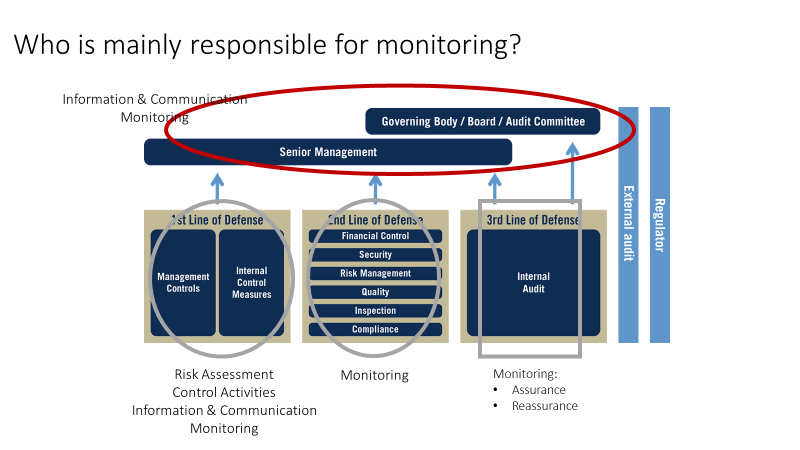 Who is mainly responsible for monitoring?
Information & Communication
Monitoring
Governing Body / Board / Audit Committee
Senior Management
1st Line of Defense
Management
Controls
Internal
Control
Measures
2nd Line of Defense
Financial Control
Security
Risk Management
Quality
Inspection
Compliance
3rd Line of Defense
Internal
Audit
External audit
Regulator
Risk Assessment
Control Activities
Information & Communication
Monitoring
Monitoring
Monitoring:
• Assurance
• Reassurance